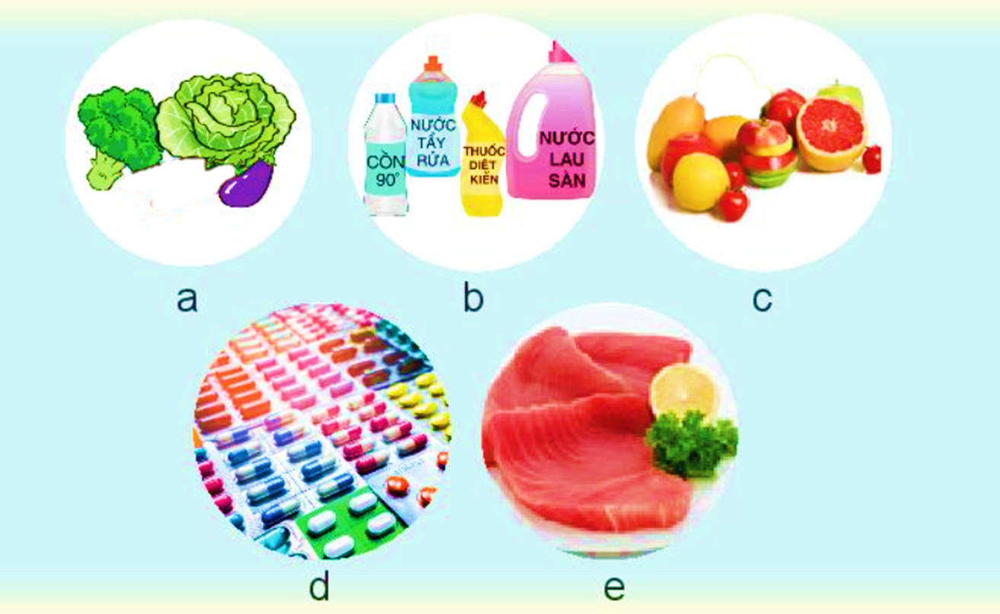 CỒN
90°
NƯỚC
TẨY
RỬA
THUỐC
DIỆT
KIẾN
NƯỚC
LAU
SÀN
a
b
c
d
e